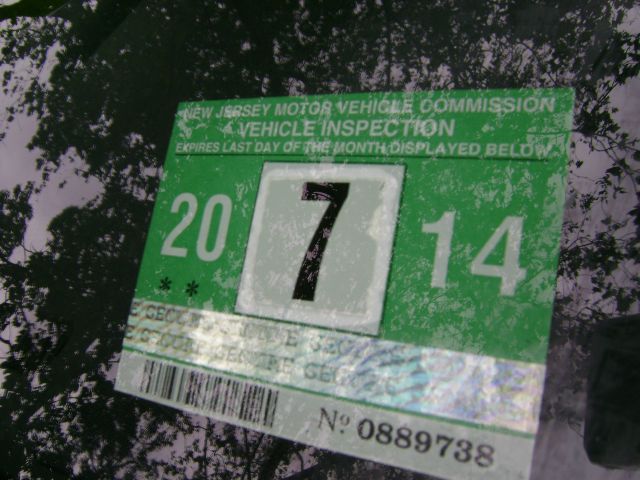 NEW JERSEY MOTOR VEHICLE COMMISSION
VEHICLE INSPECTION
EXPIRES LAST DAY OF THE MONTH DISPLAYED BELOW
20 7 14
**
Nº 0889738